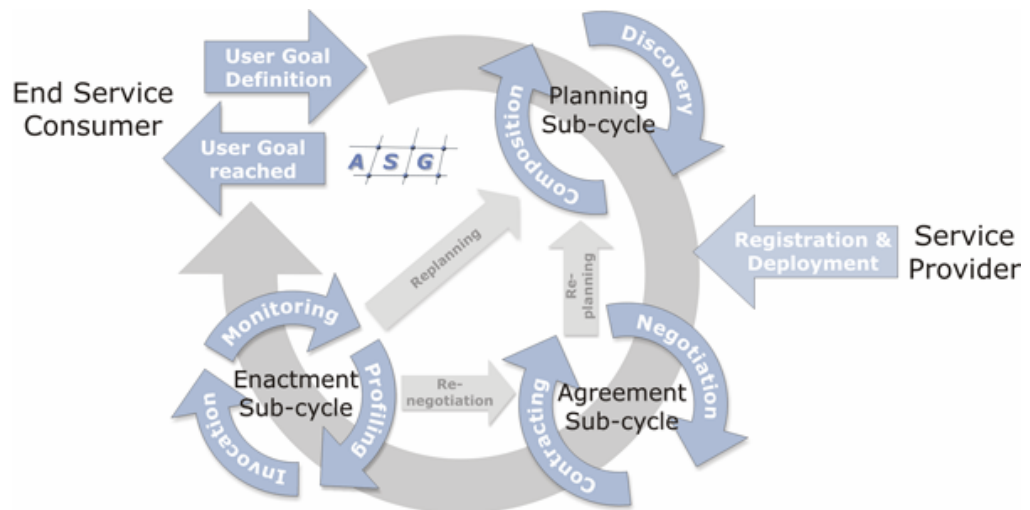 User Goal
Definition
End Service
Consumer
User Goal
reached
A S G
Discovery
Planning
Sub-cycle
Composition
Registration &
Deployment
Service
Provider
Replanning
Re-
planning
Monitoring
Enactment
Sub-cycle
Profiling
Invocation
Re-
negotiation
Negotiation
Agreement
Sub-cycle
Contracting